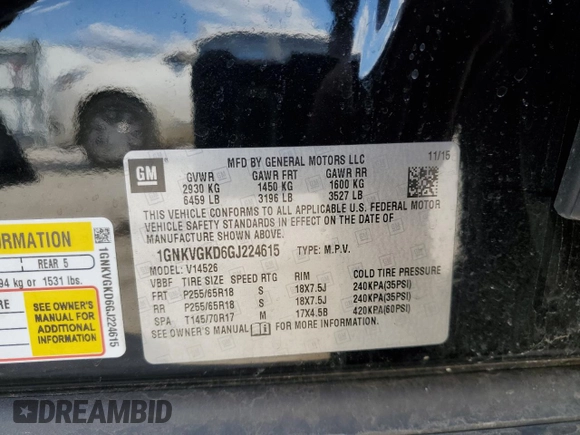 MFD BY GENERAL MOTORS LLC 11/15
GM
GVWR GAWR FRT GAWR RR
2930 KG 1450 KG 1600 KG
6459 LB 3196 LB 3527 LB
THIS VEHICLE CONFORMS TO ALL APPLICABLE U.S. FEDERAL MOTOR
VEHICLE SAFETY STANDARDS IN EFFECT ON THE DATE OF
MANUFACTURE SHOWN ABOVE.
1GNKVGKD6GJ224615 TYPE: M.P.V.
MODEL: V14526
VBBF TIRE SIZE SPEED RTG RIM COLD TIRE PRESSURE
FRT P255/65R18 S 18X7.5J 240KPA(35PSI)
RR P255/65R18 S 18X7.5J 240KPA(35PSI)
SPA T145/70R17 M 17X4.5B 420KPA(60PSI)
SEE OWNER'S MANUAL FOR MORE INFORMATION.
ORMATION
REAR 5
94 kg or 1531 lbs.
SEE OWNER'S
MANUAL FOR
ADDITIONAL
INFORMATION
1GNKVGKD6GJ224615
DREAMBID